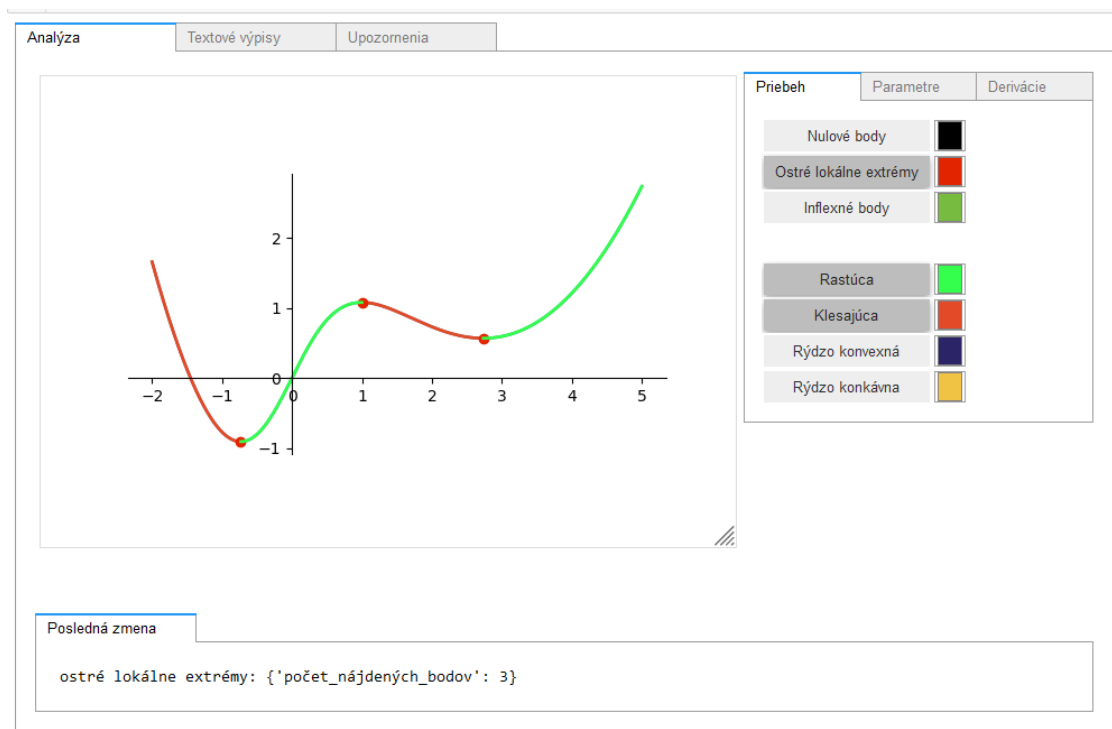 Analýza Textové výpisy Upozornenia
Priebeh Parametre Derivácie
Nulové body
Ostré lokálne extrémy
Inflexné body
Rastúca
Klesajúca
Rýdzo konvexná
Rýdzo konkávna
2
1
0
−1
−2 −1 0 1 2 3 4 5
Posledná zmena
ostré lokálne extrémy: {'počet_nájdených_bodov': 3}